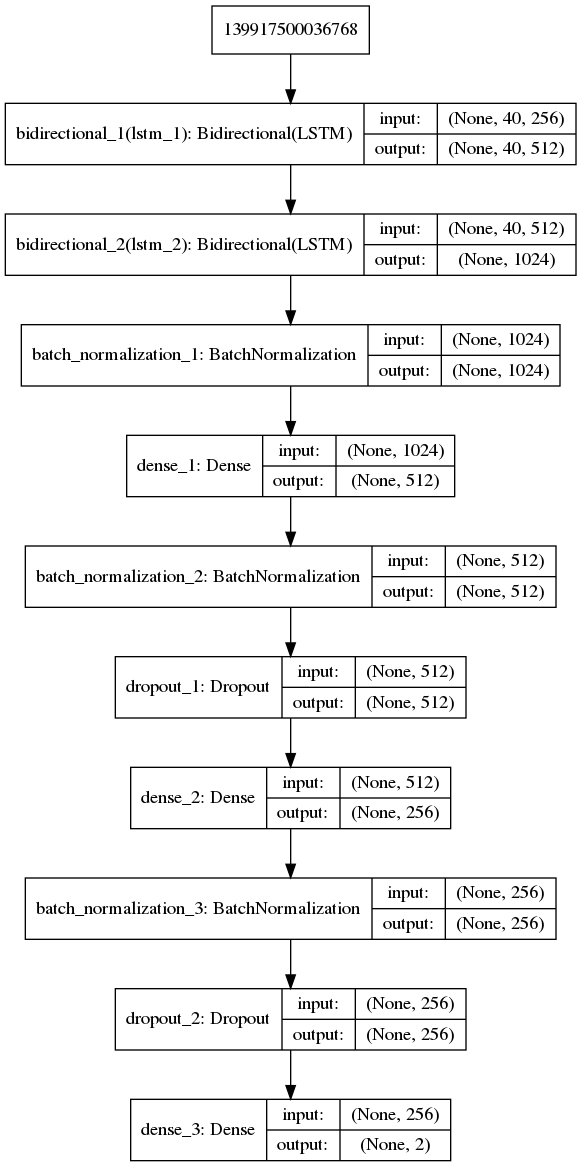 139917500036768
bidirectional_1(lstm_1): Bidirectional(LSTM)
input: (None, 40, 256)
output: (None, 40, 512)
bidirectional_2(lstm_2): Bidirectional(LSTM)
input: (None, 40, 512)
output: (None, 1024)
batch_normalization_1: BatchNormalization
input: (None, 1024)
output: (None, 1024)
dense_1: Dense
input: (None, 1024)
output: (None, 512)
batch_normalization_2: BatchNormalization
input: (None, 512)
output: (None, 512)
dropout_1: Dropout
input: (None, 512)
output: (None, 512)
dense_2: Dense
input: (None, 512)
output: (None, 256)
batch_normalization_3: BatchNormalization
input: (None, 256)
output: (None, 256)
dropout_2: Dropout
input: (None, 256)
output: (None, 256)
dense_3: Dense
input: (None, 256)
output: (None, 2)